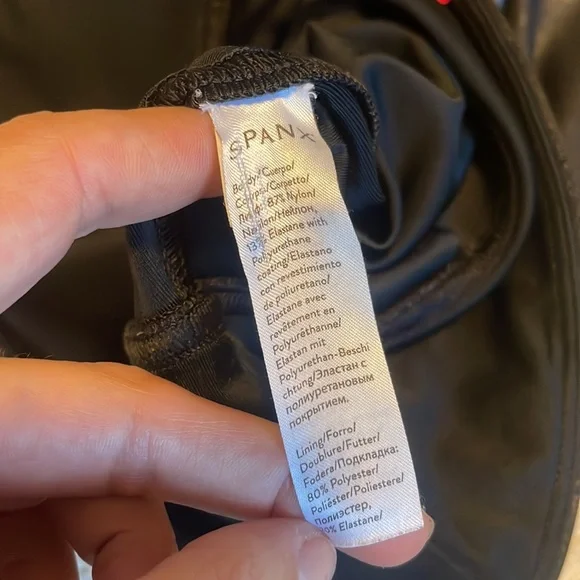 SPANX
Body/Cuerpo/
Corps/Corpetto/
87% Nylon/
Нейлон,
13% Elastane with
Polyurethane
coating/Elastano
con revestimiento
de poliuretano/
Elastane avec
revêtement en
Polyuréthanne/
Elastan mit
Polyurethan-Beschi
chtung/Эластан с
полиуретановым
покрытием.
Lining/Forro/
Doublure/Futter/
Fodera/Подкладка:
80% Polyester/
Poliéster/Poliestere/
Полиэстер,
Elastane/